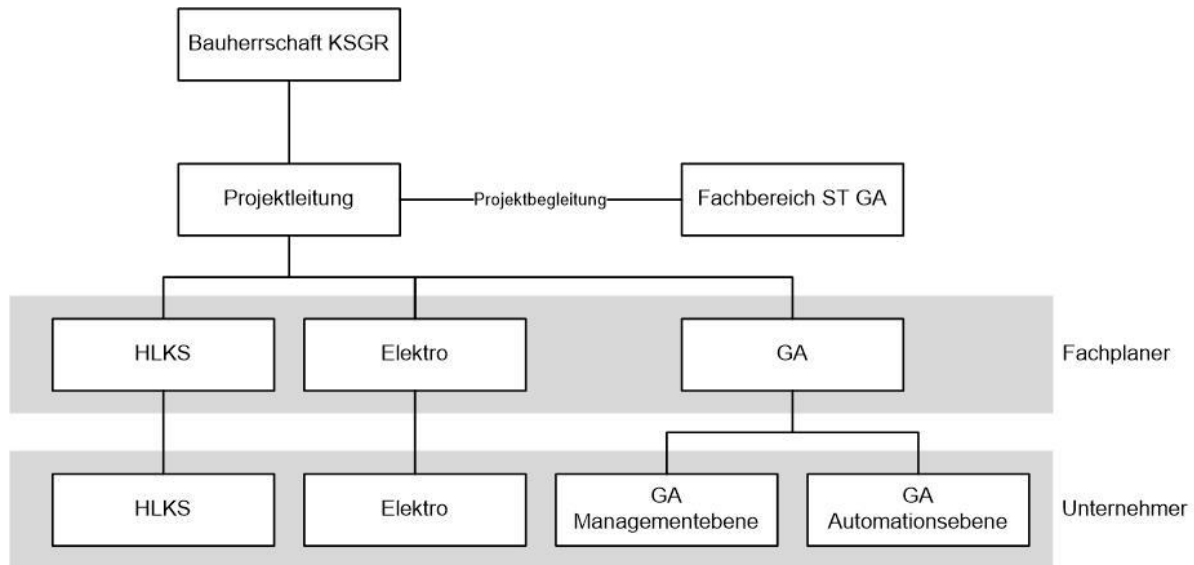 Bauherrschaft KSGR
Projektleitung
Projektbegleitung
Fachbereich ST GA
HLKS
Elektro
GA
Fachplaner
HLKS
Elektro
GA
Managementebene
GA
Automationsebene
Unternehmer